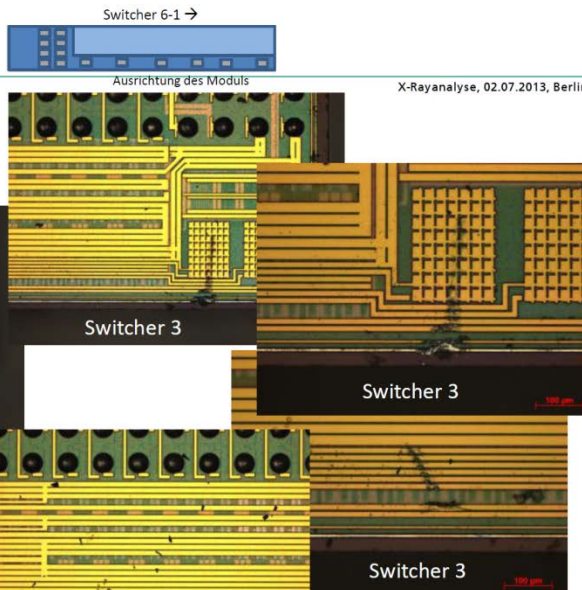 Switcher 6-1 →
Ausrichtung des Moduls
X-Rayanalyse, 02.07.2013, Berlin
Switcher 3
Switcher 3
100 µm
Switcher 3
100 µm